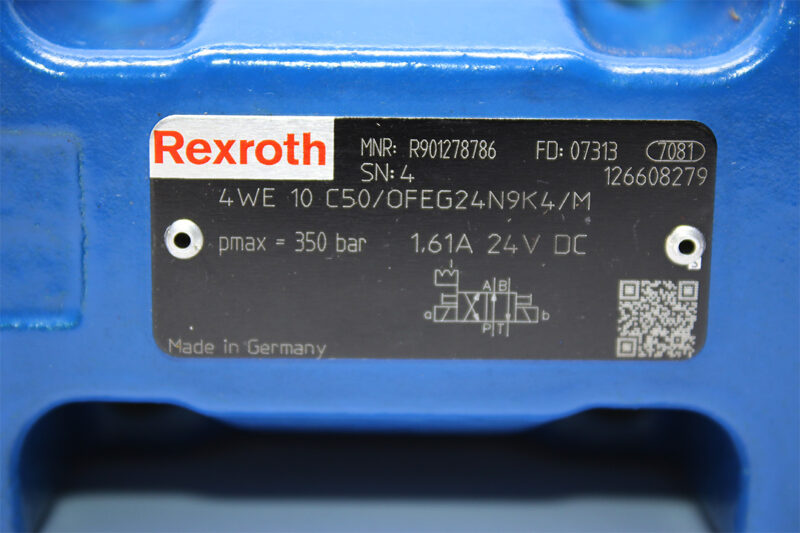 Rexroth
MNR: R901278786 FD: 07313 7081
SN: 4 126608279
4WE 10 C50/OFEG24N9K4/M
pmax = 350 bar 1,61A 24V DC
A B
a b
P T
Made in Germany